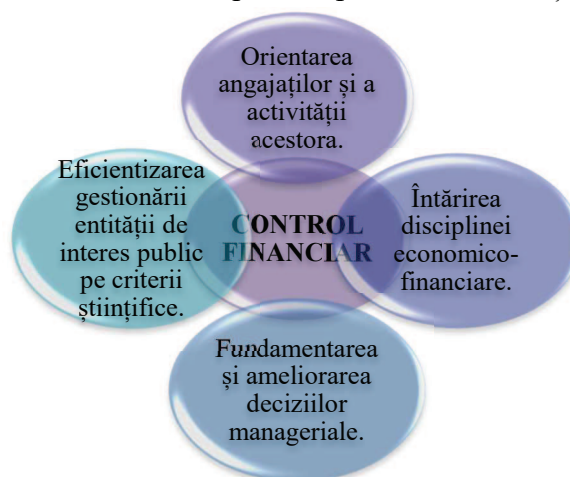 Orientarea
angajaților și a
activității
acestora.
Eficientizarea
gestionării
entității de
interes public
pe criterii
științifice.
CONTROL
FINANCIAR
Întărirea
disciplinei
economico-
financiare.
Fundamentarea
și ameliorarea
deciziilor
manageriale.